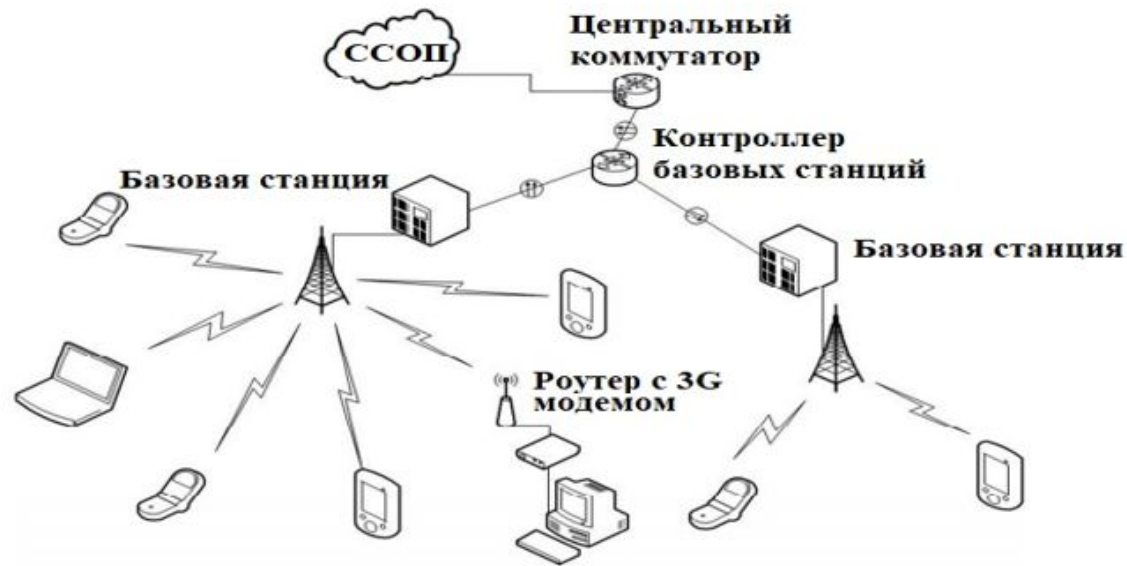 Центральный
коммутатор
ССОП
Контроллер
базовых станций
Базовая станция
Базовая станция
Роутер с 3G
модемом